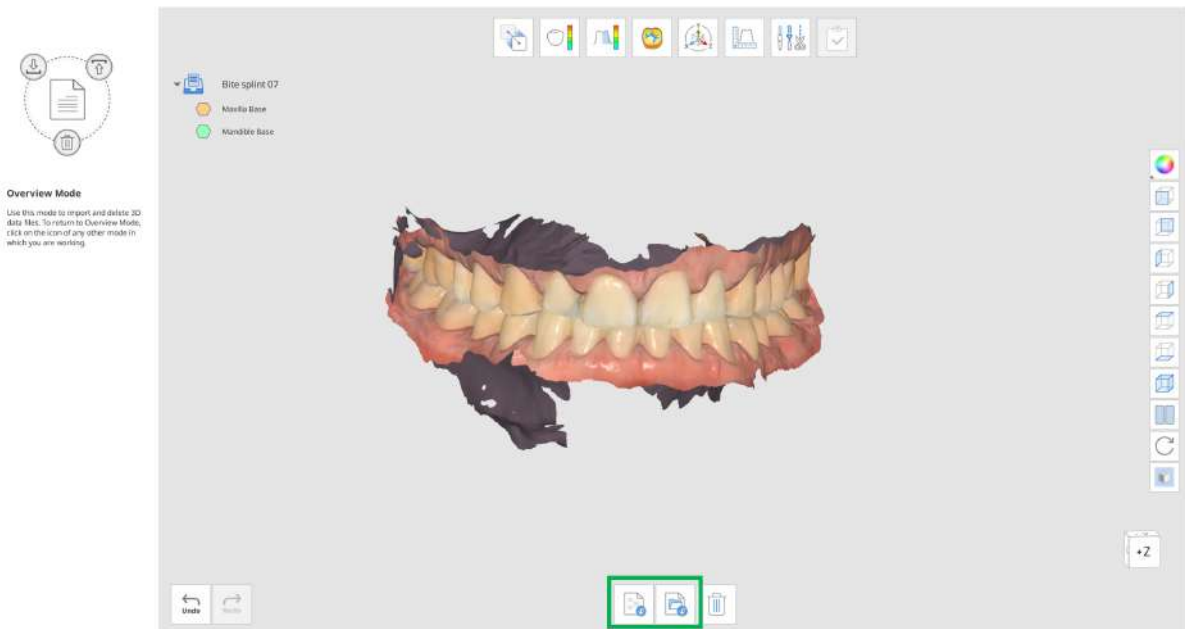 Bite splint 07
Maxilla Base
Mandible Base
Overview Mode
Use this mode to import and delete 3D
data files. To return to Overview Mode,
click on the icon of any other mode in
which you are working.
+Z
Undo
Redo